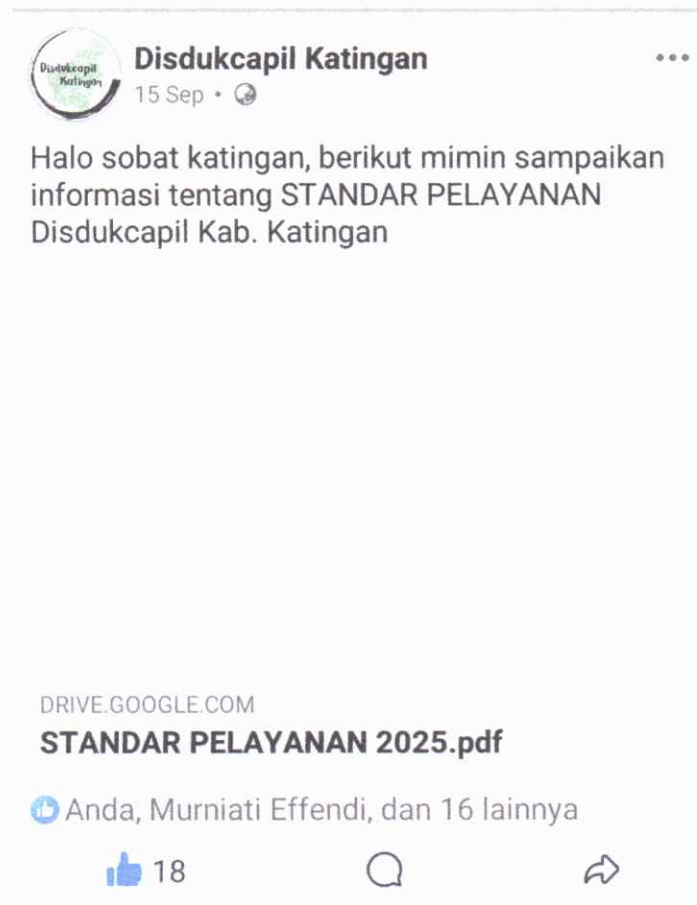 Disdukcapil
Katingan
Disdukcapil Katingan
15 Sep •
Halo sobat katingan, berikut mimin sampaikan
informasi tentang STANDAR PELAYANAN
Disdukcapil Kab. Katingan
DRIVE.GOOGLE.COM
STANDAR PELAYANAN 2025.pdf
Anda, Murniati Effendi, dan 16 lainnya
18